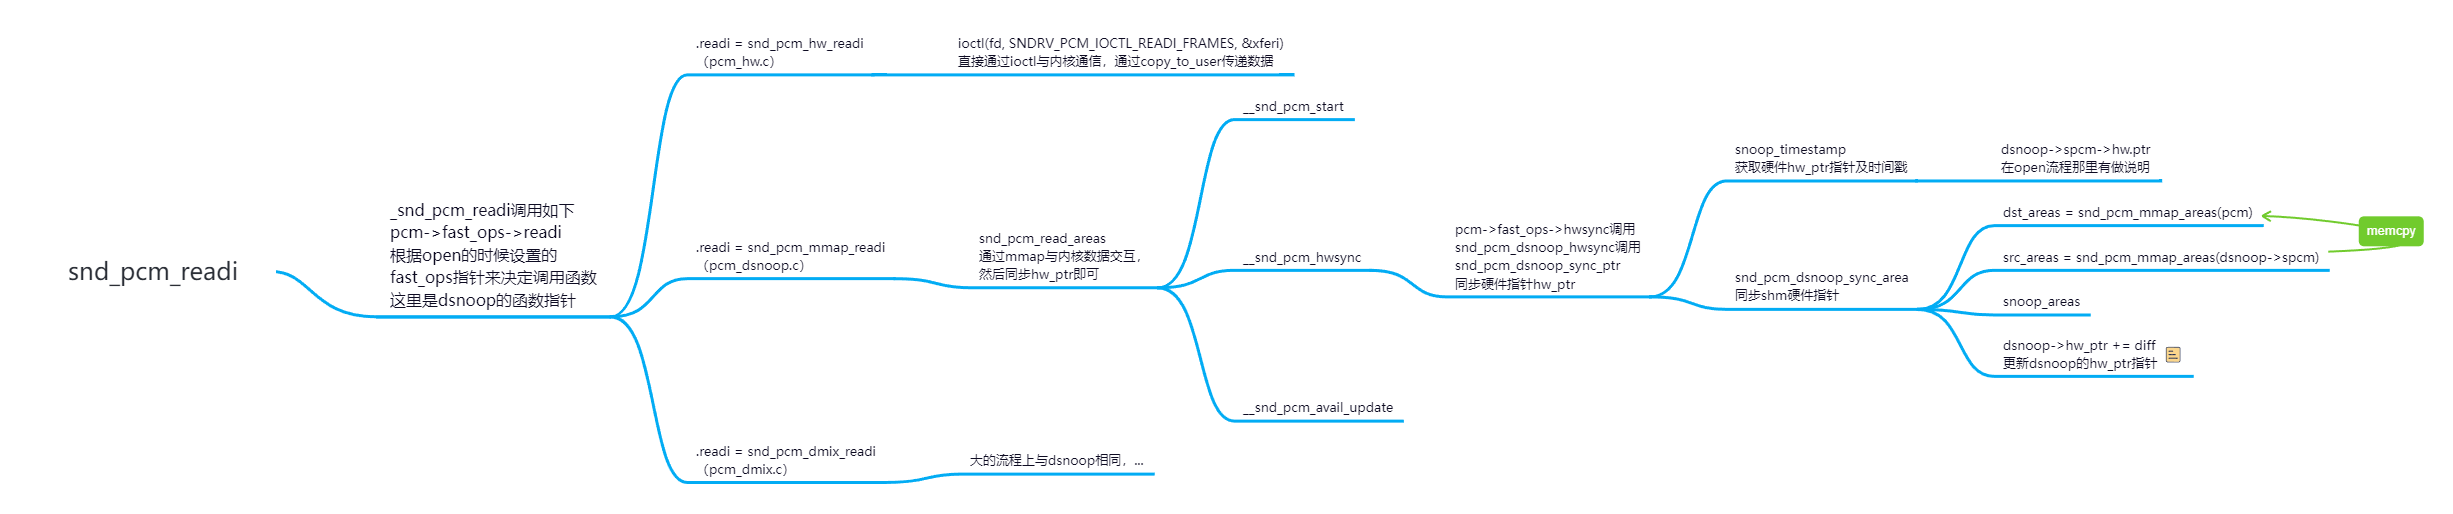 snd_pcm_readi
_snd_pcm_readi调用如下
pcm->fast_ops->readi
根据open的时候设置的
fast_ops指针来决定调用函数
这里是dsnoop的函数指针
.readi = snd_pcm_hw_readi
（pcm_hw.c）
ioctl(fd, SNDRV_PCM_IOCTL_READI_FRAMES, &xferi)
直接通过ioctl与内核通信，通过copy_to_user传递数据
.readi = snd_pcm_mmap_readi
（pcm_dsnoop.c）
snd_pcm_read_areas
通过mmap与内核数据交互，
然后同步hw_ptr即可
__snd_pcm_start
__snd_pcm_hwsync
pcm->fast_ops->hwsync调用
snd_pcm_dsnoop_hwsync调用
snd_pcm_dsnoop_sync_ptr
同步硬件指针hw_ptr
snoop_timestamp
获取硬件hw_ptr指针及时间戳
dsnoop->spcm->hw.ptr
在open流程那里有做说明
snd_pcm_dsnoop_sync_area
同步shm硬件指针
dst_areas = snd_pcm_mmap_areas(pcm)
src_areas = snd_pcm_mmap_areas(dsnoop->spcm)
memcpy
snoop_areas
dsnoop->hw_ptr += diff
更新dsnoop的hw_ptr指针
__snd_pcm_avail_update
.readi = snd_pcm_dmix_readi
（pcm_dmix.c）
大的流程上与dsnoop相同，...